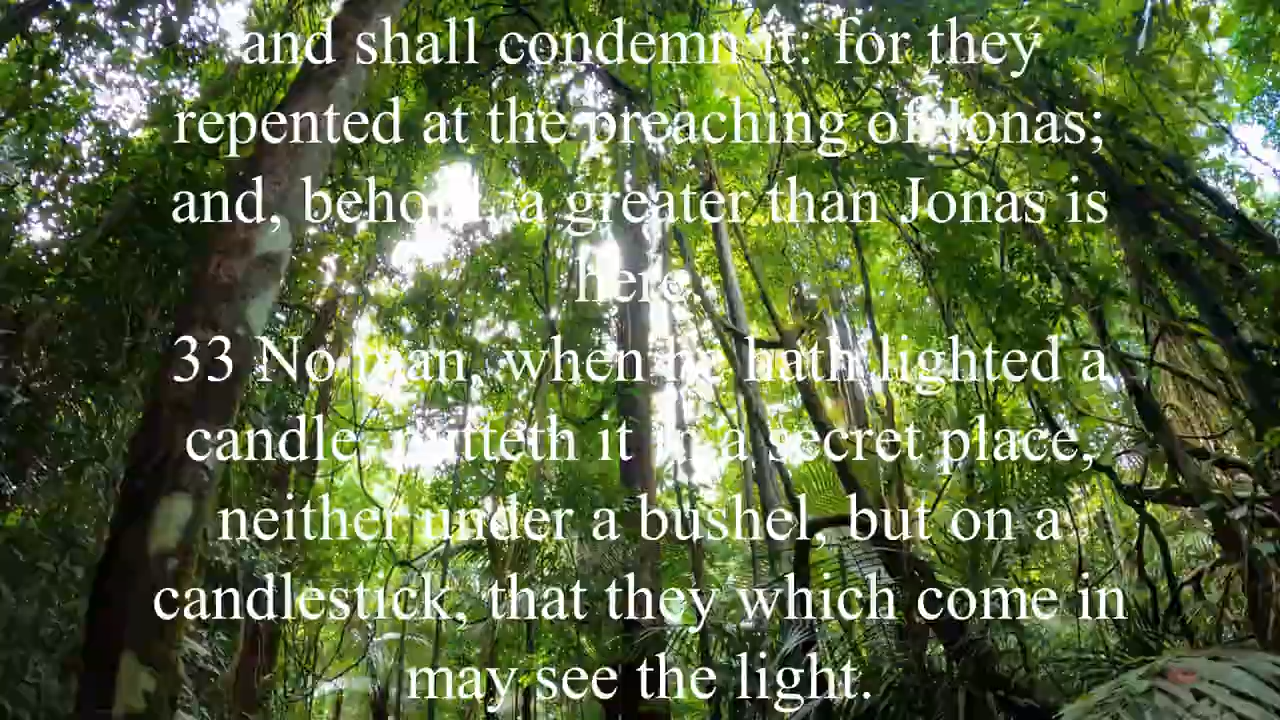 and shall condemn it: for they
repented at the preaching of Jonas;
and, behold, a greater than Jonas is
here.
33 No man, when he hath lighted a
candle, putteth it in a secret place,
neither under a bushel, but on a
candlestick, that they which come in
may see the light.